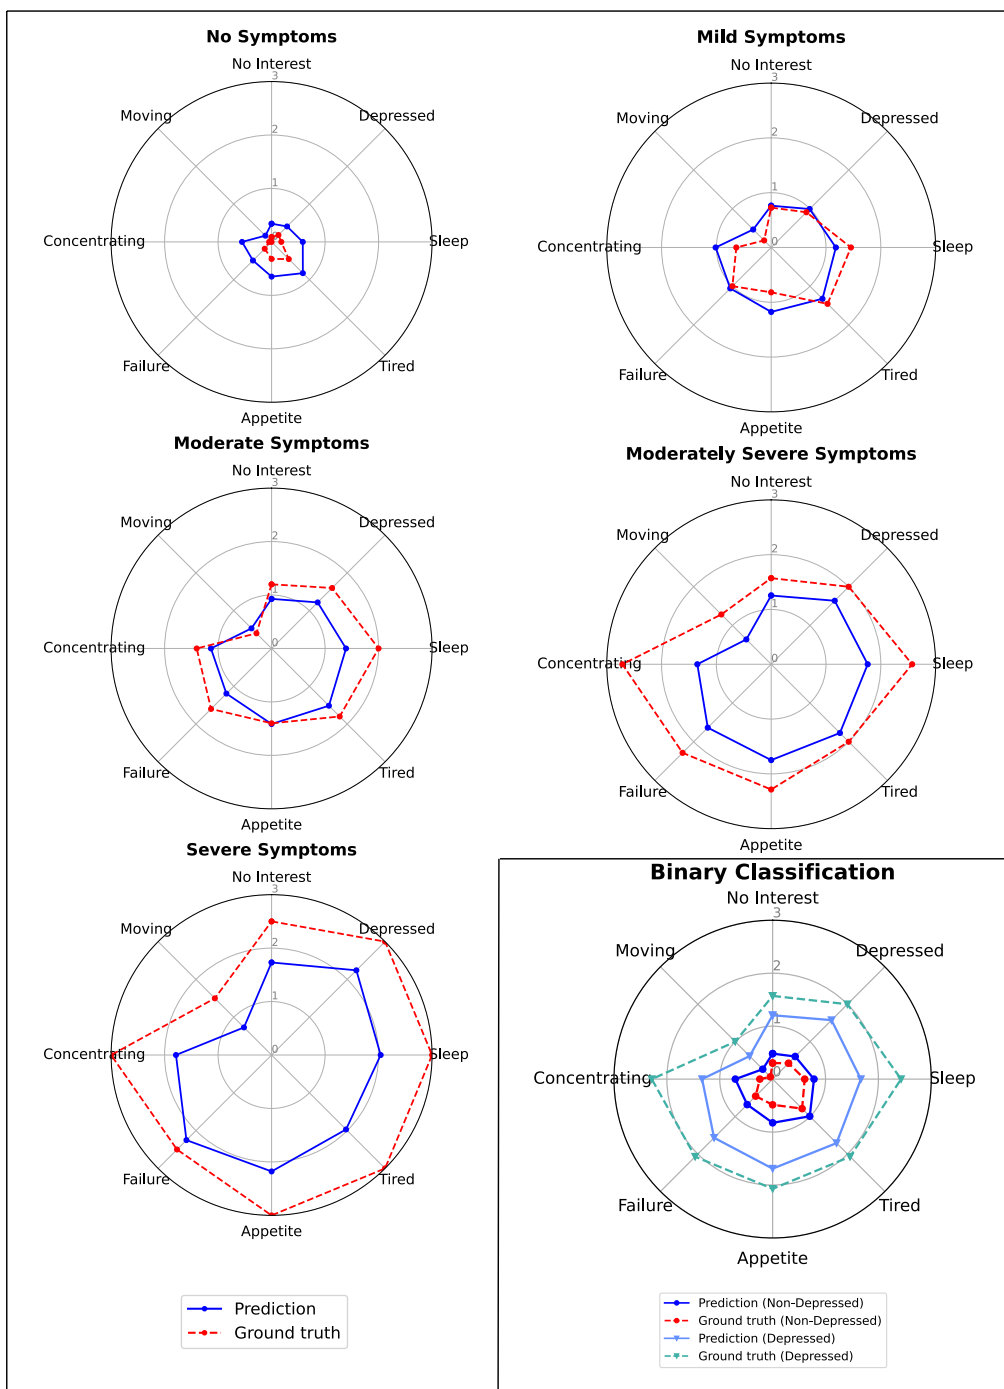 No Symptoms
No Interest
3
Moving
Depressed
2
1
Concentrating
0
Sleep
Failure
Tired
Appetite
Mild Symptoms
No Interest
3
Moving
Depressed
2
1
Concentrating
0
Sleep
Failure
Tired
Appetite
Moderate Symptoms
No Interest
3
Moving
Depressed
2
1
Concentrating
0
Sleep
Failure
Tired
Appetite
Moderately Severe Symptoms
No Interest
3
Moving
Depressed
2
1
Concentrating
0
Sleep
Failure
Tired
Appetite
Severe Symptoms
No Interest
3
Moving
Depressed
2
1
Concentrating
0
Sleep
Failure
Tired
Appetite
Prediction
Ground truth
Binary Classification
No Interest
3
Moving
Depressed
2
1
Concentrating
0
Sleep
Failure
Tired
Appetite
Prediction (Non-Depressed)
Ground truth (Non-Depressed)
Prediction (Depressed)
Ground truth (Depressed)